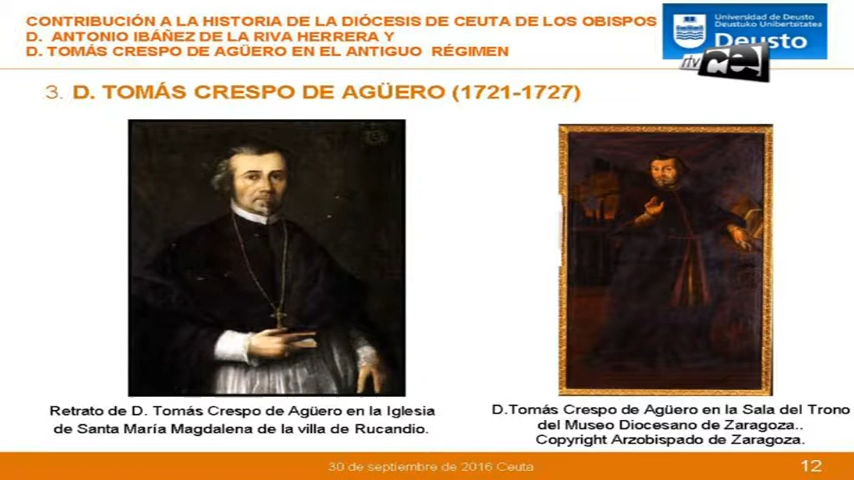 CONTRIBUCIÓN A LA HISTORIA DE LA DIÓCESIS DE CEUTA DE LOS OBISPOS
D. ANTONIO IBÁÑEZ DE LA RIVA HERRERA Y
D. TOMÁS CRESPO DE AGÜERO EN EL ANTIGUO RÉGIMEN
Universidad de Deusto
Deustuko Unibertsitatea
Deusto
rtv ce
3. D. TOMÁS CRESPO DE AGÜERO (1721-1727)
Retrato de D. Tomás Crespo de Agüero en la Iglesia
de Santa María Magdalena de la villa de Rucandio.
D.Tomás Crespo de Agüero en la Sala del Trono
del Museo Diocesano de Zaragoza..
Copyright Arzobispado de Zaragoza.
30 de septiembre de 2016 Ceuta
12